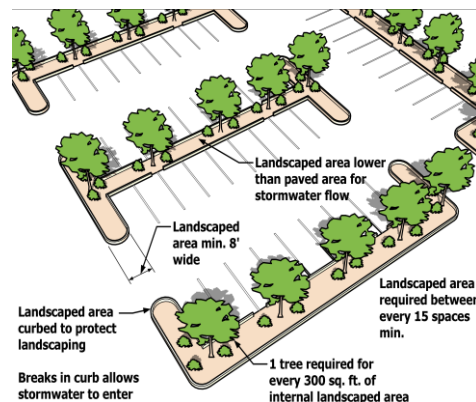 Landscaped area lower
than paved area for
stormwater flow
Landscaped
area min. 8'
wide
Landscaped area
curbed to protect
landscaping
Landscaped area
required between
every 15 spaces
min.
Breaks in curb allows
stormwater to enter
1 tree required for
every 300 sq. ft. of
internal landscaped area